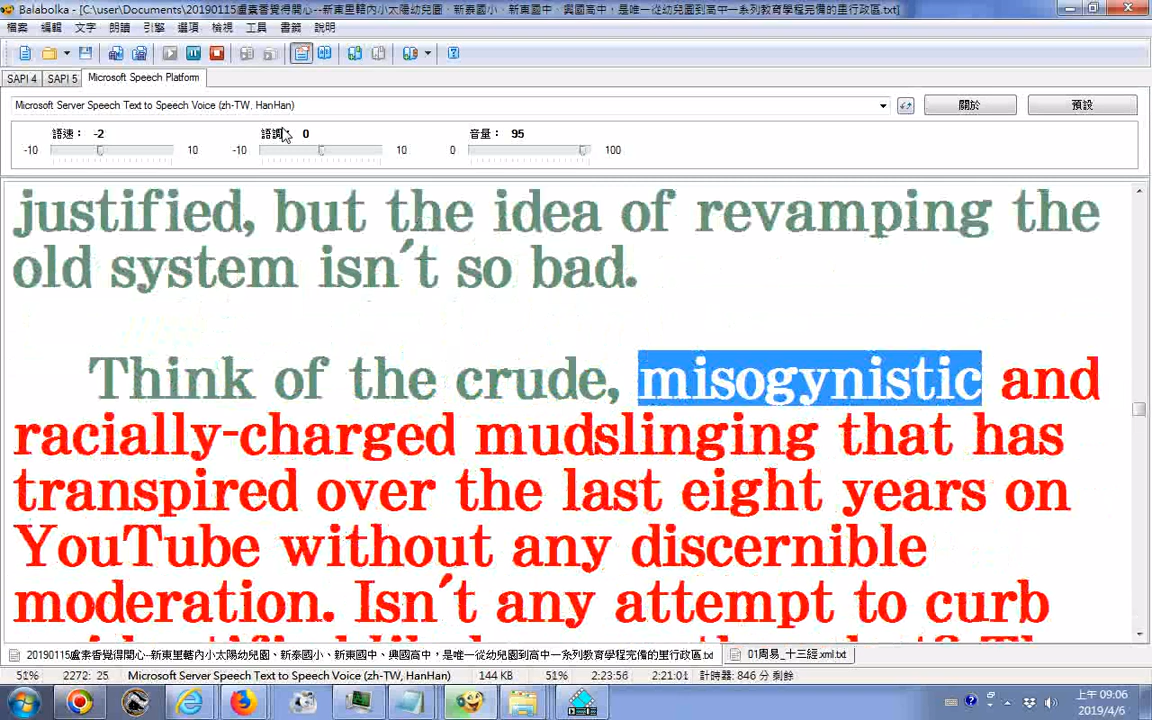 Balabolka - [C:\user\Documents\20190115盧素香覺得開心--新東里轄內小太陽幼兒園、新泰國小、新東國中、興國高中，是唯一從幼兒園到高中一系列教育學程完備的里行政區.txt]
檔案 編輯 文字 朗讀 引擎 選項 檢視 工具 書籤 說明
SAPI 4 SAPI 5 Microsoft Speech Platform
Microsoft Server Speech Text to Speech Voice (zh-TW, HanHan) 關於 預設
語速： -2 語調： 0 音量： 95
-10 10 -10 10 0 100
justified, but the idea of revamping the
old system isn´t so bad.
Think of the crude, misogynistic and
racially-charged mudslinging that has
transpired over the last eight years on
YouTube without any discernible
moderation. Isn´t any attempt to curb
20190115盧素香覺得開心--新東里轄內小太陽幼兒園、新泰國小、新東國中、興國高中，是唯一從幼兒園到高中一系列教育學程完備的里行政區.txt 01周易_十三經.xml.txt
51% 2272: 25 Microsoft Server Speech Text to Speech Voice (zh-TW, HanHan) 144 KB 51% 2:23:56 2:21:01 計時器: 846 分 剩餘
上午 09:06
2019/4/6